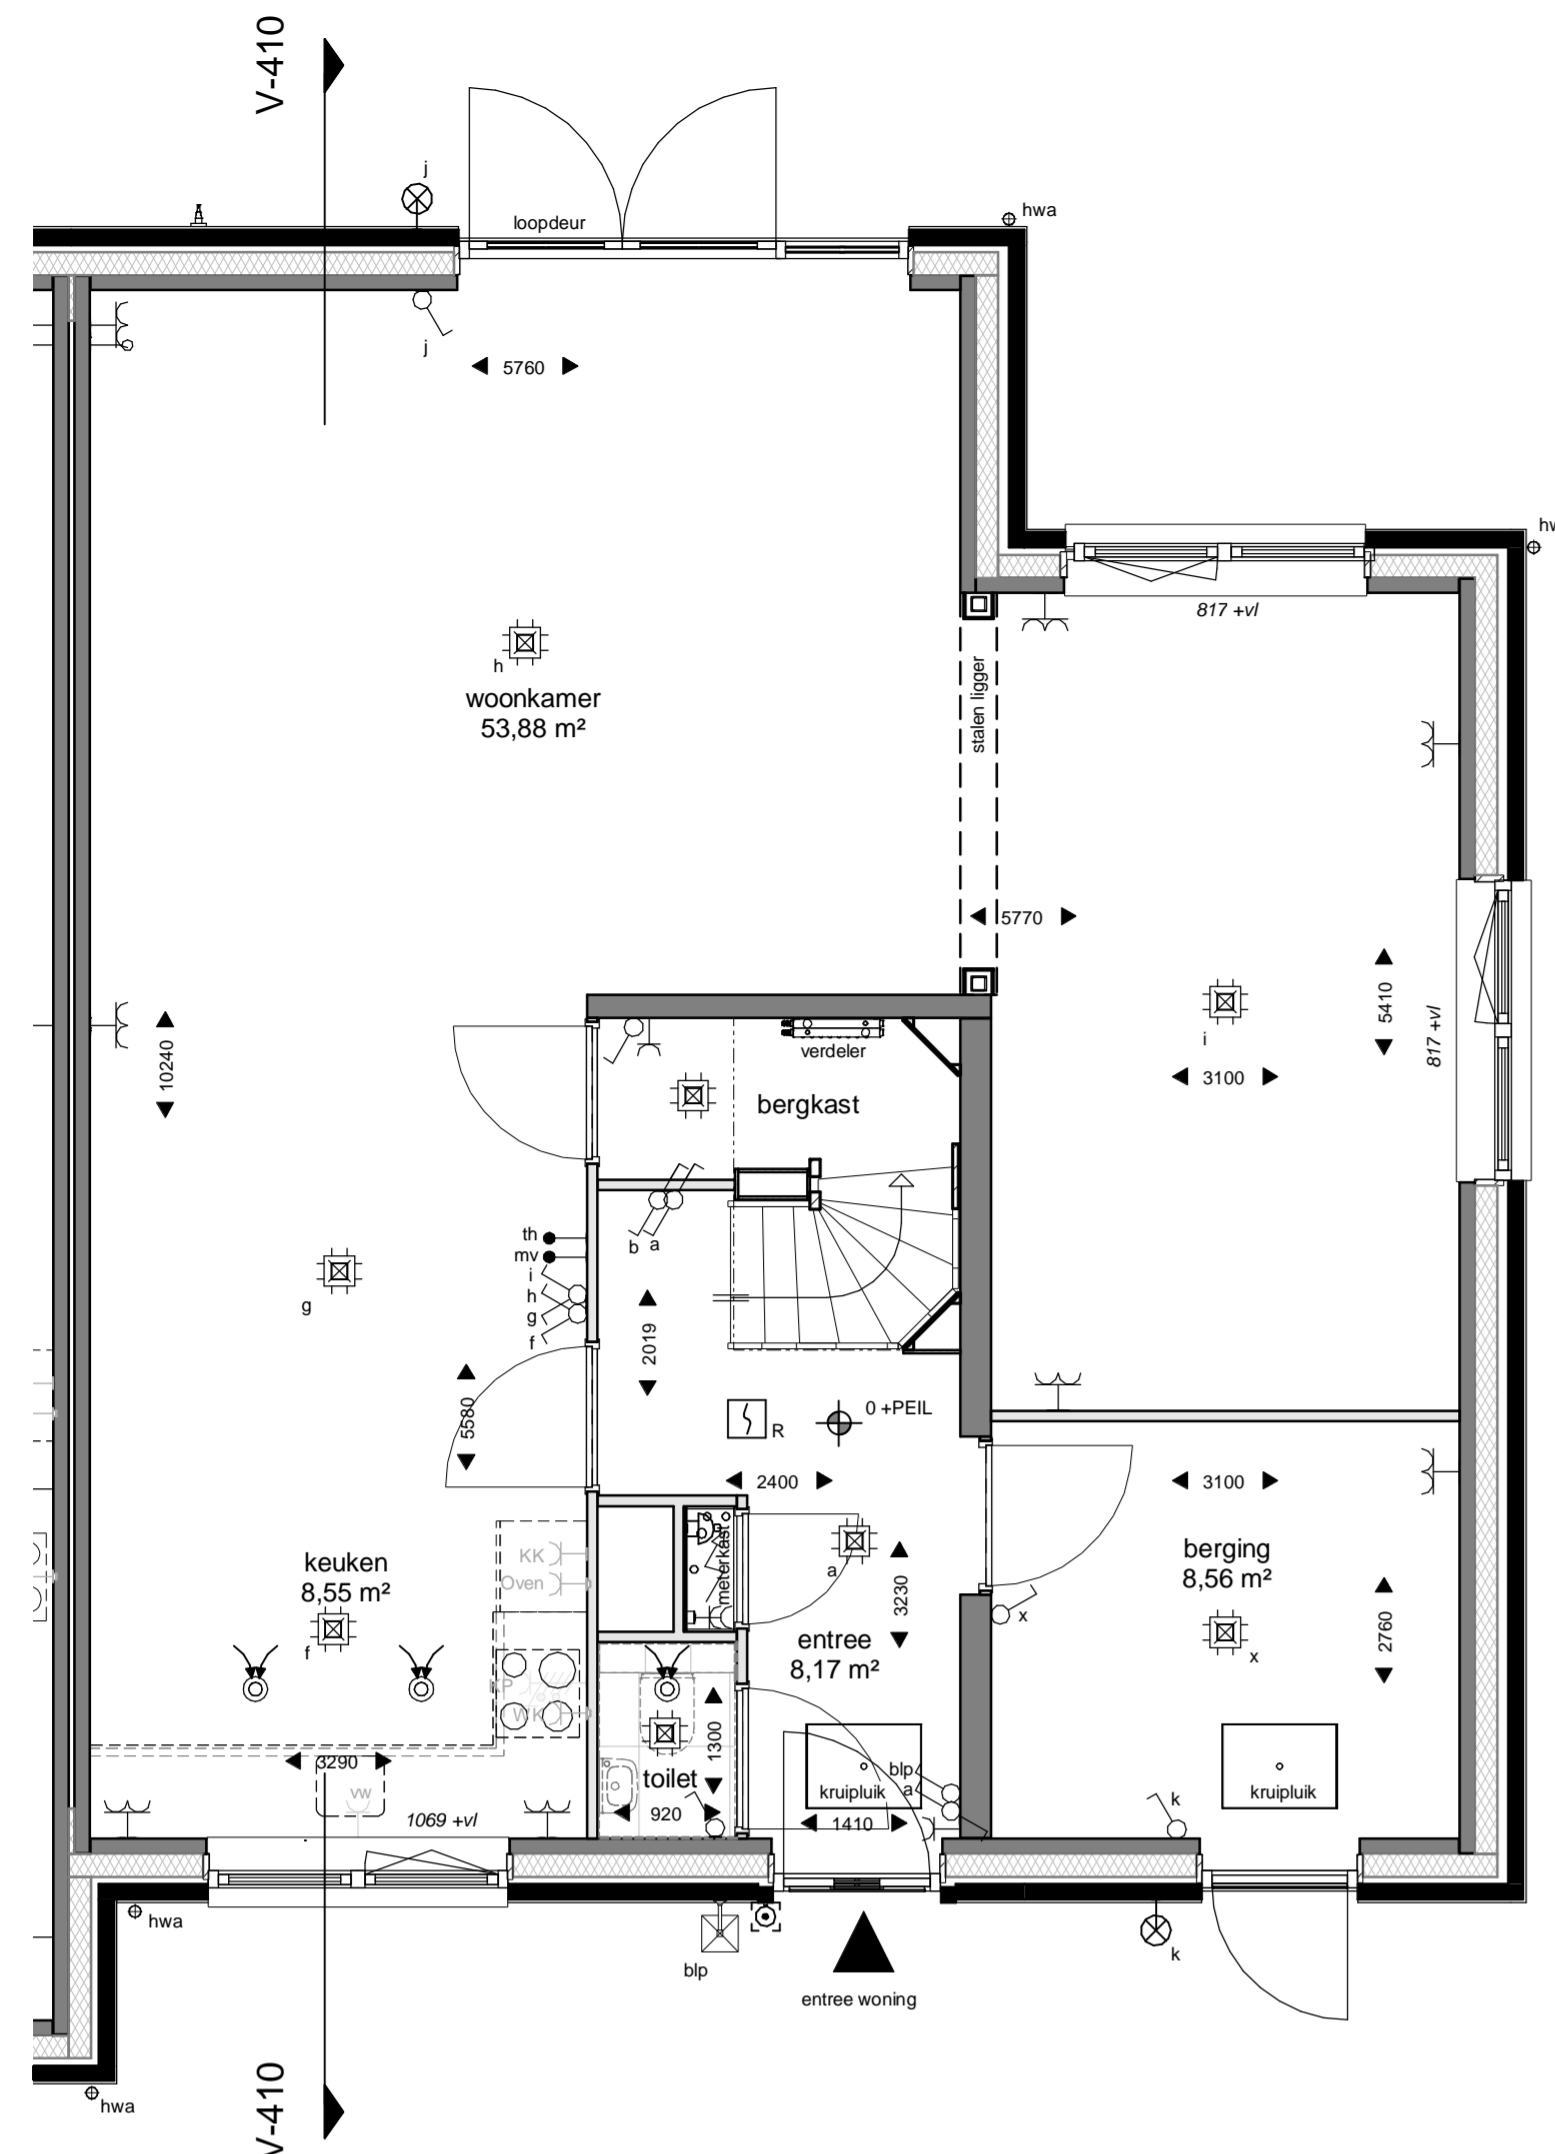 V-410
j
loopdeur
hwa
j
5760
hw
817 +vl
h
woonkamer
53,88 m²
stalen ligger
5770
5410
817 +vl
i
3100
10240
verdeler
bergkast
b a
th
mv
i
h
g
f
g
2019
5580
0 +PEIL
R
2400
3100
KK
Oven
keuken
8,55 m²
f
meterkast
a
3230
berging
8,56 m²
x
x
2760
entree
8,17 m²
KP
WK
1300
toilet
920
3290
vw
1069 +vl
blp
a
kruipluik
1410
kruipluik
k
hwa
blp
k
entree woning
hwa
V-410